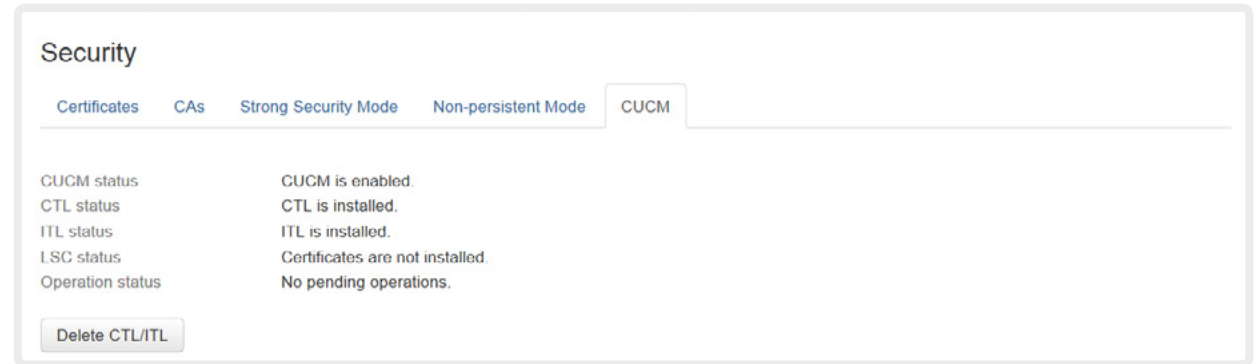 Security
Certificates CAs Strong Security Mode Non-persistent Mode CUCM
CUCM status CUCM is enabled.
CTL status CTL is installed.
ITL status ITL is installed.
LSC status Certificates are not installed.
Operation status No pending operations.
Delete CTL/ITL